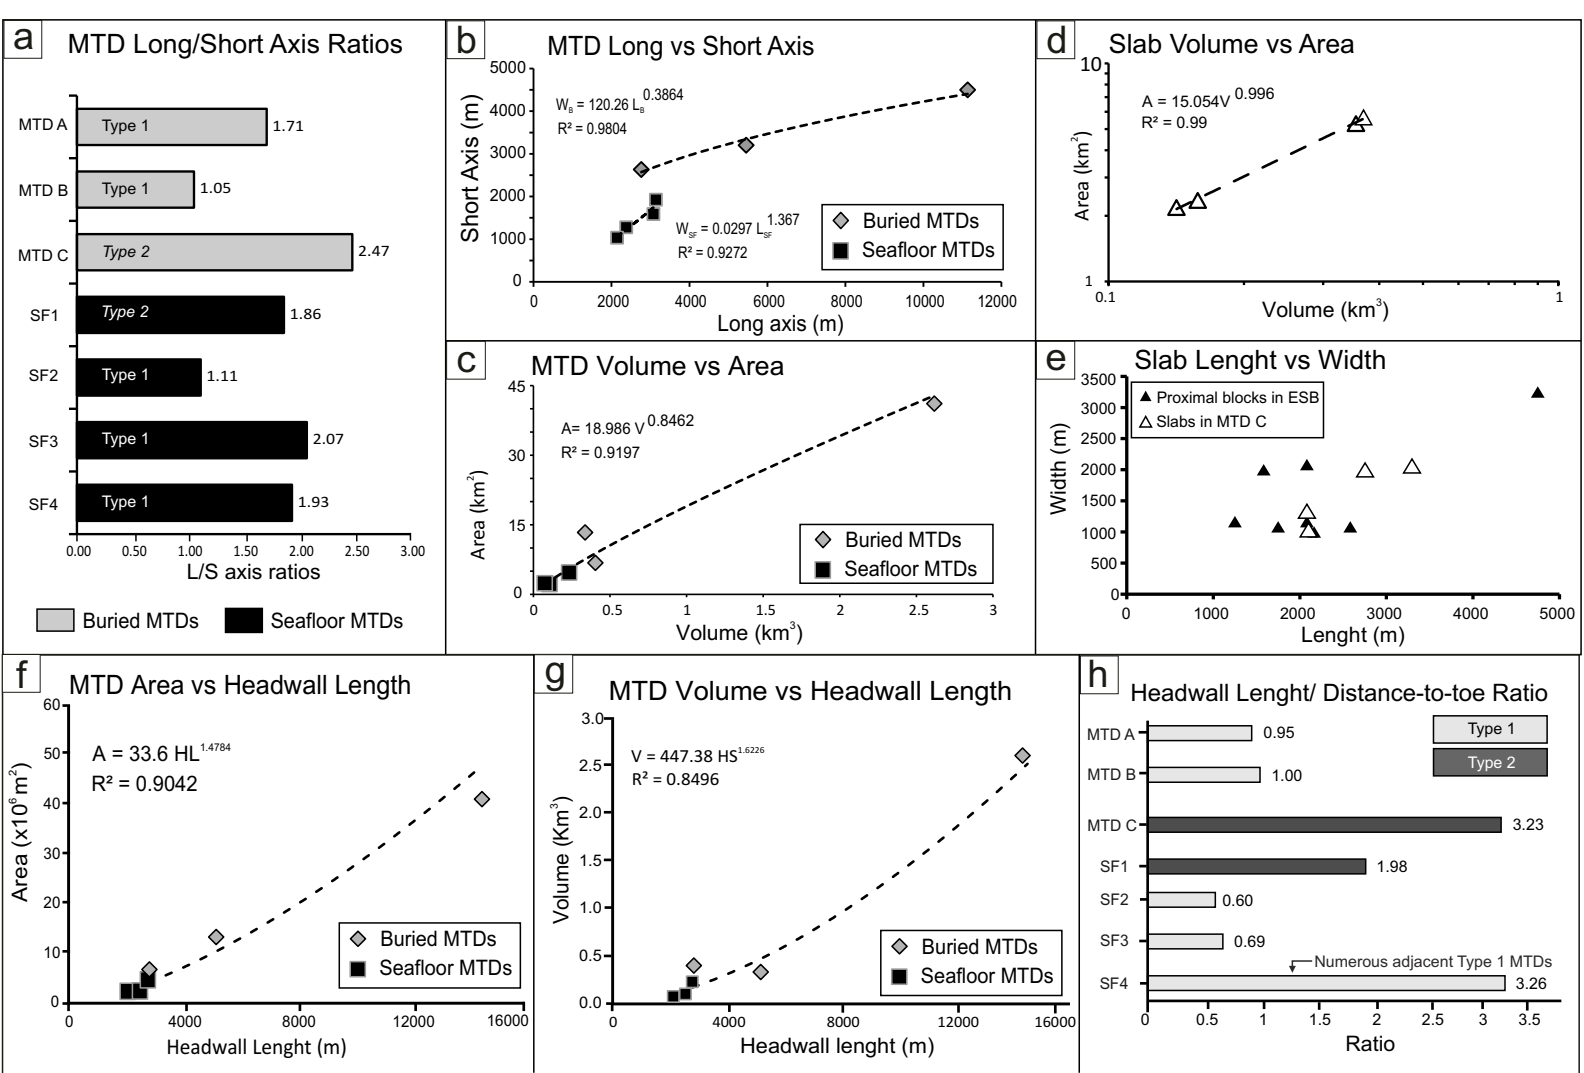 a
MTD Long/Short Axis Ratios
MTD A
Type 1
1.71
MTD B
Type 1
1.05
MTD C
Type 2
2.47
SF1
Type 2
1.86
SF2
Type 1
1.11
SF3
Type 1
2.07
SF4
Type 1
1.93
0.00 0.50 1.00 1.50 2.00 2.50 3.00
L/S axis ratios
Buried MTDs
Seafloor MTDs
b
MTD Long vs Short Axis
Short Axis (m)
5000
4000
3000
2000
1000
0
W_B = 120.26 L_B^0.3864
R² = 0.9804
W_SF = 0.0297 L_SF^1.367
R² = 0.9272
Buried MTDs
Seafloor MTDs
0 2000 4000 6000 8000 10000 12000
Long axis (m)
c
MTD Volume vs Area
Area (km²)
45
30
15
0
A= 18.986 V^0.8462
R² = 0.9197
Buried MTDs
Seafloor MTDs
0 0.5 1 1.5 2 2.5 3
Volume (km³)
d
Slab Volume vs Area
Area (km²)
10
1
A = 15.054V^0.996
R² = 0.99
0.1 1
Volume (km³)
e
Slab Lenght vs Width
Width (m)
3500
3000
2500
2000
1500
1000
500
0
Proximal blocks in ESB
Slabs in MTD C
0 1000 2000 3000 4000 5000
Lenght (m)
f
MTD Area vs Headwall Length
Area (x10⁶ m²)
60
50
40
30
20
10
0
A = 33.6 HL^1.4784
R² = 0.9042
Buried MTDs
Seafloor MTDs
0 4000 8000 12000 16000
Headwall Lenght (m)
g
MTD Volume vs Headwall Length
Volume (Km³)
3.0
2.5
2.0
1.5
1.0
0.5
0.0
V = 447.38 HS^1.6226
R² = 0.8496
Buried MTDs
Seafloor MTDs
0 4000 8000 12000 16000
Headwall lenght (m)
h
Headwall Lenght/ Distance-to-toe Ratio
Type 1
Type 2
MTD A
0.95
MTD B
1.00
MTD C
3.23
SF1
1.98
SF2
0.60
SF3
0.69
Numerous adjacent Type 1 MTDs
SF4
3.26
0 0.5 1 1.5 2 2.5 3 3.5
Ratio